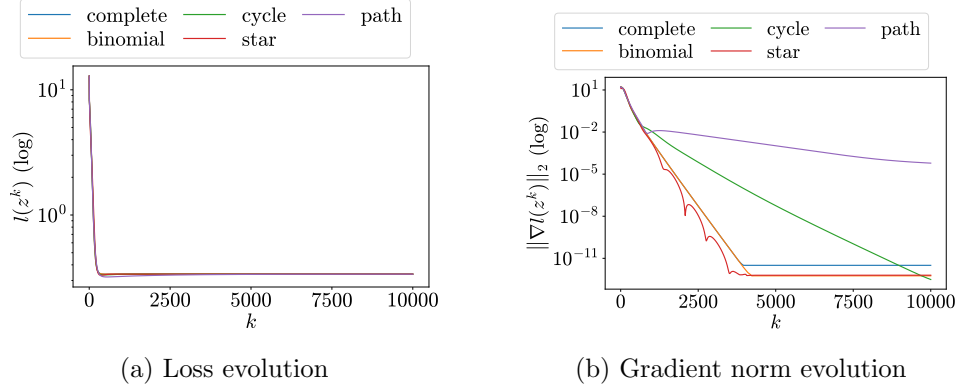 complete cycle path
binomial star
10^1
10^0
l(z^k) (log)
0 2500 5000 7500 10000
k
(a) Loss evolution
complete cycle path
binomial star
10^1
10^{-2}
10^{-5}
10^{-8}
10^{-11}
||∇l(z^k)||_2 (log)
0 2500 5000 7500 10000
k
(b) Gradient norm evolution